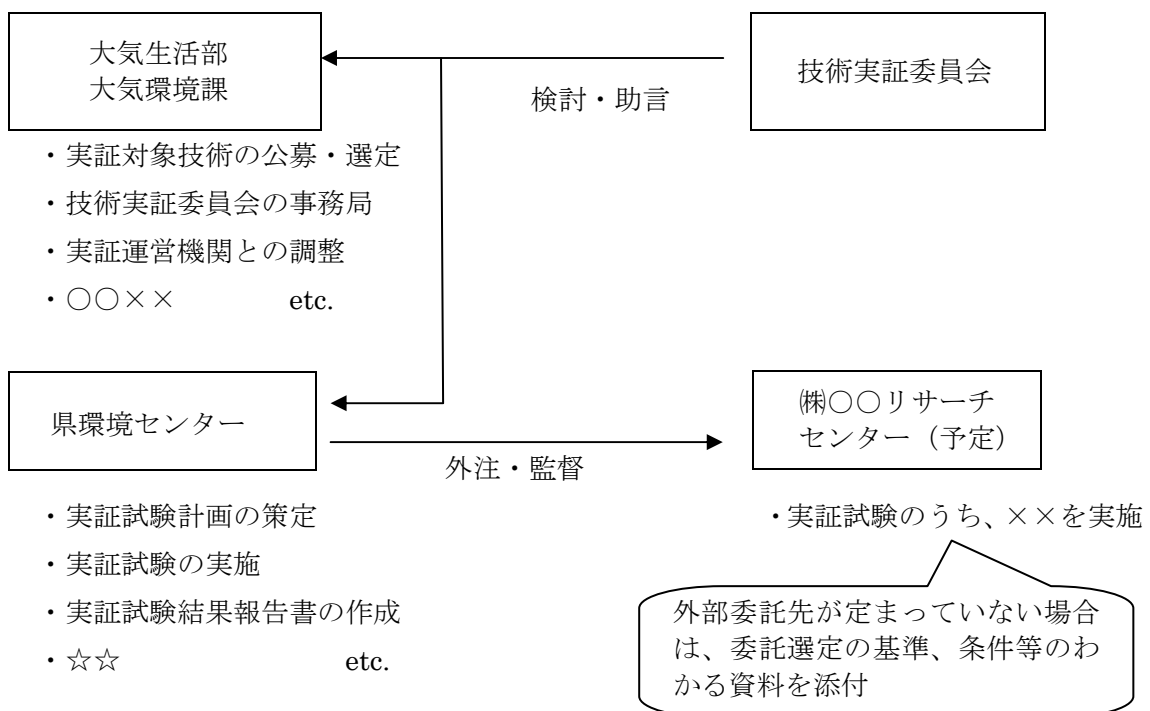 大気生活部
大気環境課
技術実証委員会
検討・助言
・実証対象技術の公募・選定
・技術実証委員会の事務局
・実証運営機関との調整
・○○×× etc.
県環境センター
㈱○○リサーチ
センター（予定）
外注・監督
・実証試験計画の策定
・実証試験の実施
・実証試験結果報告書の作成
・☆☆ etc.
・実証試験のうち、××を実施
外部委託先が定まっていない場合
は、委託選定の基準、条件等のわ
かる資料を添付